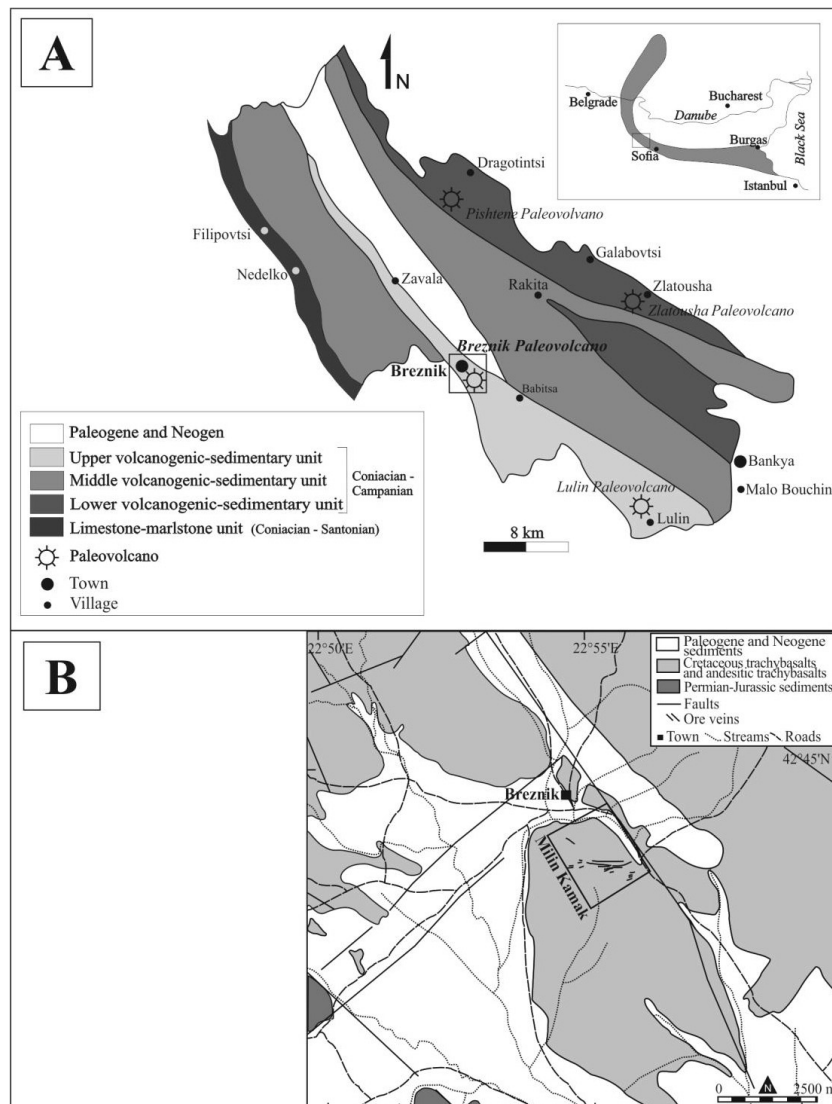 A
N
Belgrade
Bucharest
Danube
Black Sea
Sofia
Burgas
Istanbul
Dragotintsi
Pishtene Paleovolvano
Filipovtsi
Galabovtsi
Nedelko
Zavala
Rakita
Zlatousha
Zlatousha Paleovolcano
Breznik Paleovolcano
Breznik
Babitsa
Bankya
Lulin Paleovolcano
Malo Bouchino
Lulin
8 km
Paleogene and Neogen
Upper volcanogenic-sedimentary unit
Middle volcanogenic-sedimentary unit
Lower volcanogenic-sedimentary unit
Coniacian -
Campanian
Limestone-marlstone unit (Coniacian - Santonian)
Paleovolcano
Town
Village
B
22°50'E
22°55'E
Paleogene and Neogene
sediments
Cretaceous trachybasalts
and andesitic trachybasalts
Permian-Jurassic sediments
Faults
Ore veins
Town Streams Roads
42°45'N
Breznik
Milin Kamak
N
0 2500 m